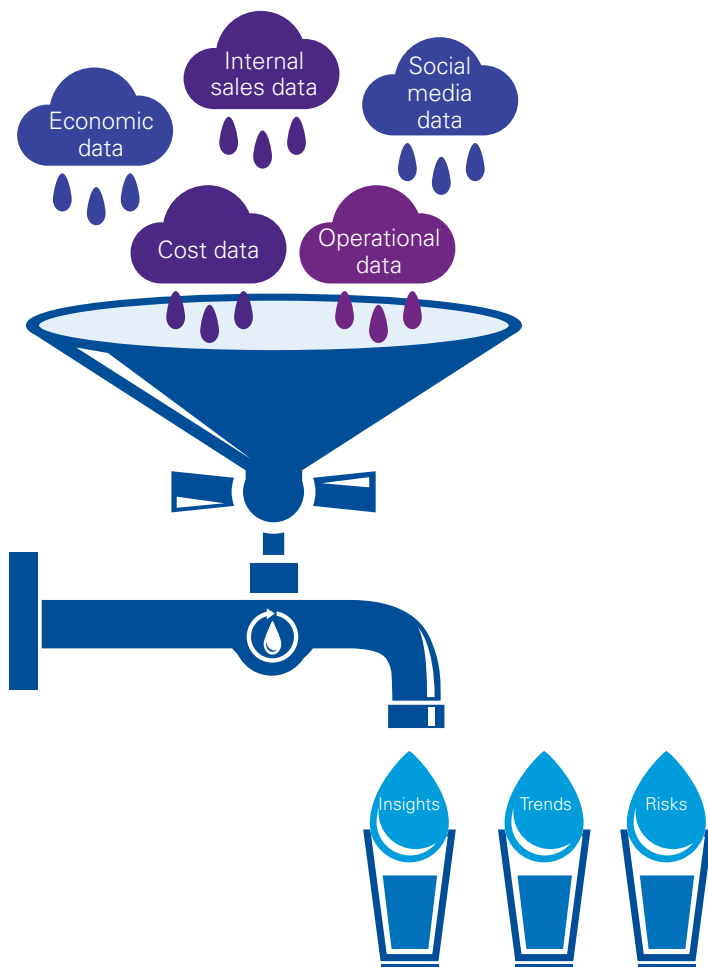 Internal
sales data
Social
media
data
Economic
data
Cost data
Operational
data
Insights
Trends
Risks